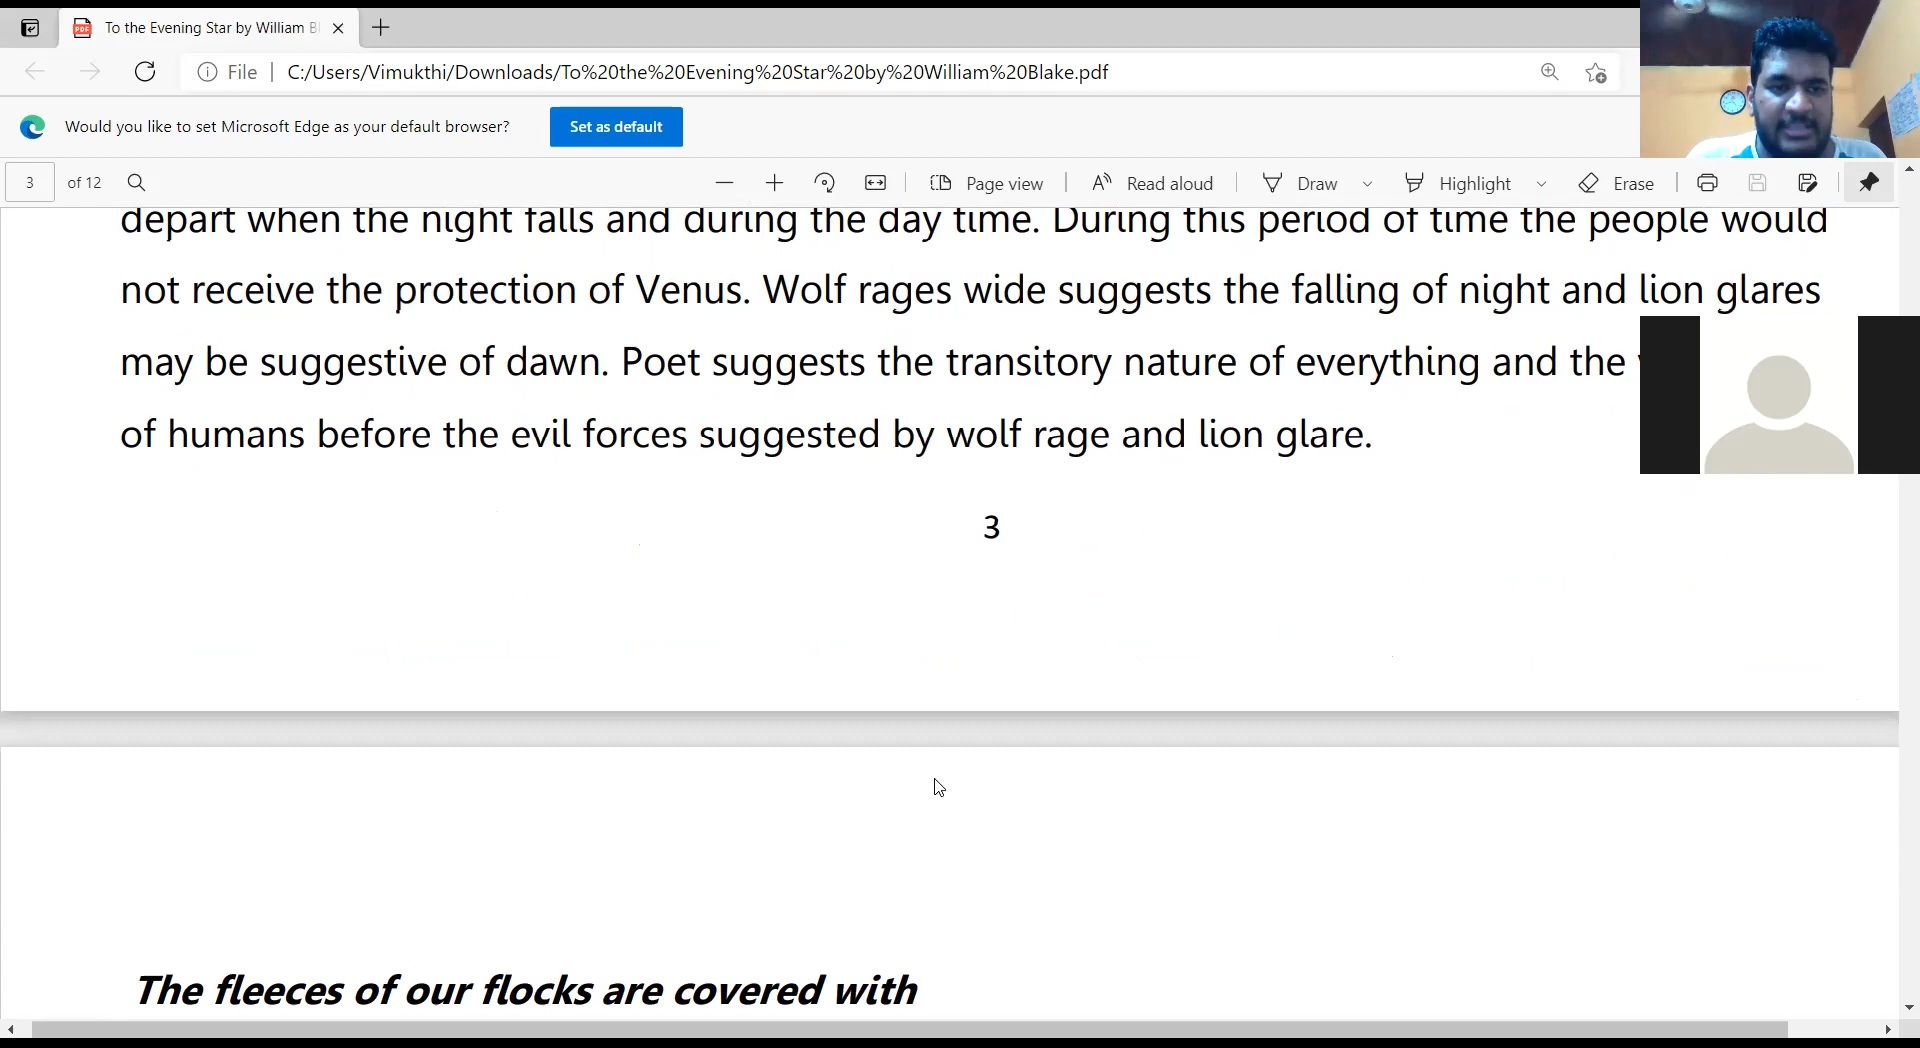 To the Evening Star by William Bl
File
C:/Users/Vimukthi/Downloads/To%20the%20Evening%20Star%20by%20William%20Blake.pdf
Would you like to set Microsoft Edge as your default browser?
Set as default
3 of 12
Page view
Read aloud
Draw
Highlight
Erase
depart when the night falls and during the day time. During this period of time the people would
not receive the protection of Venus. Wolf rages wide suggests the falling of night and lion glares
may be suggestive of dawn. Poet suggests the transitory nature of everything and the
of humans before the evil forces suggested by wolf rage and lion glare.
3
The fleeces of our flocks are covered with